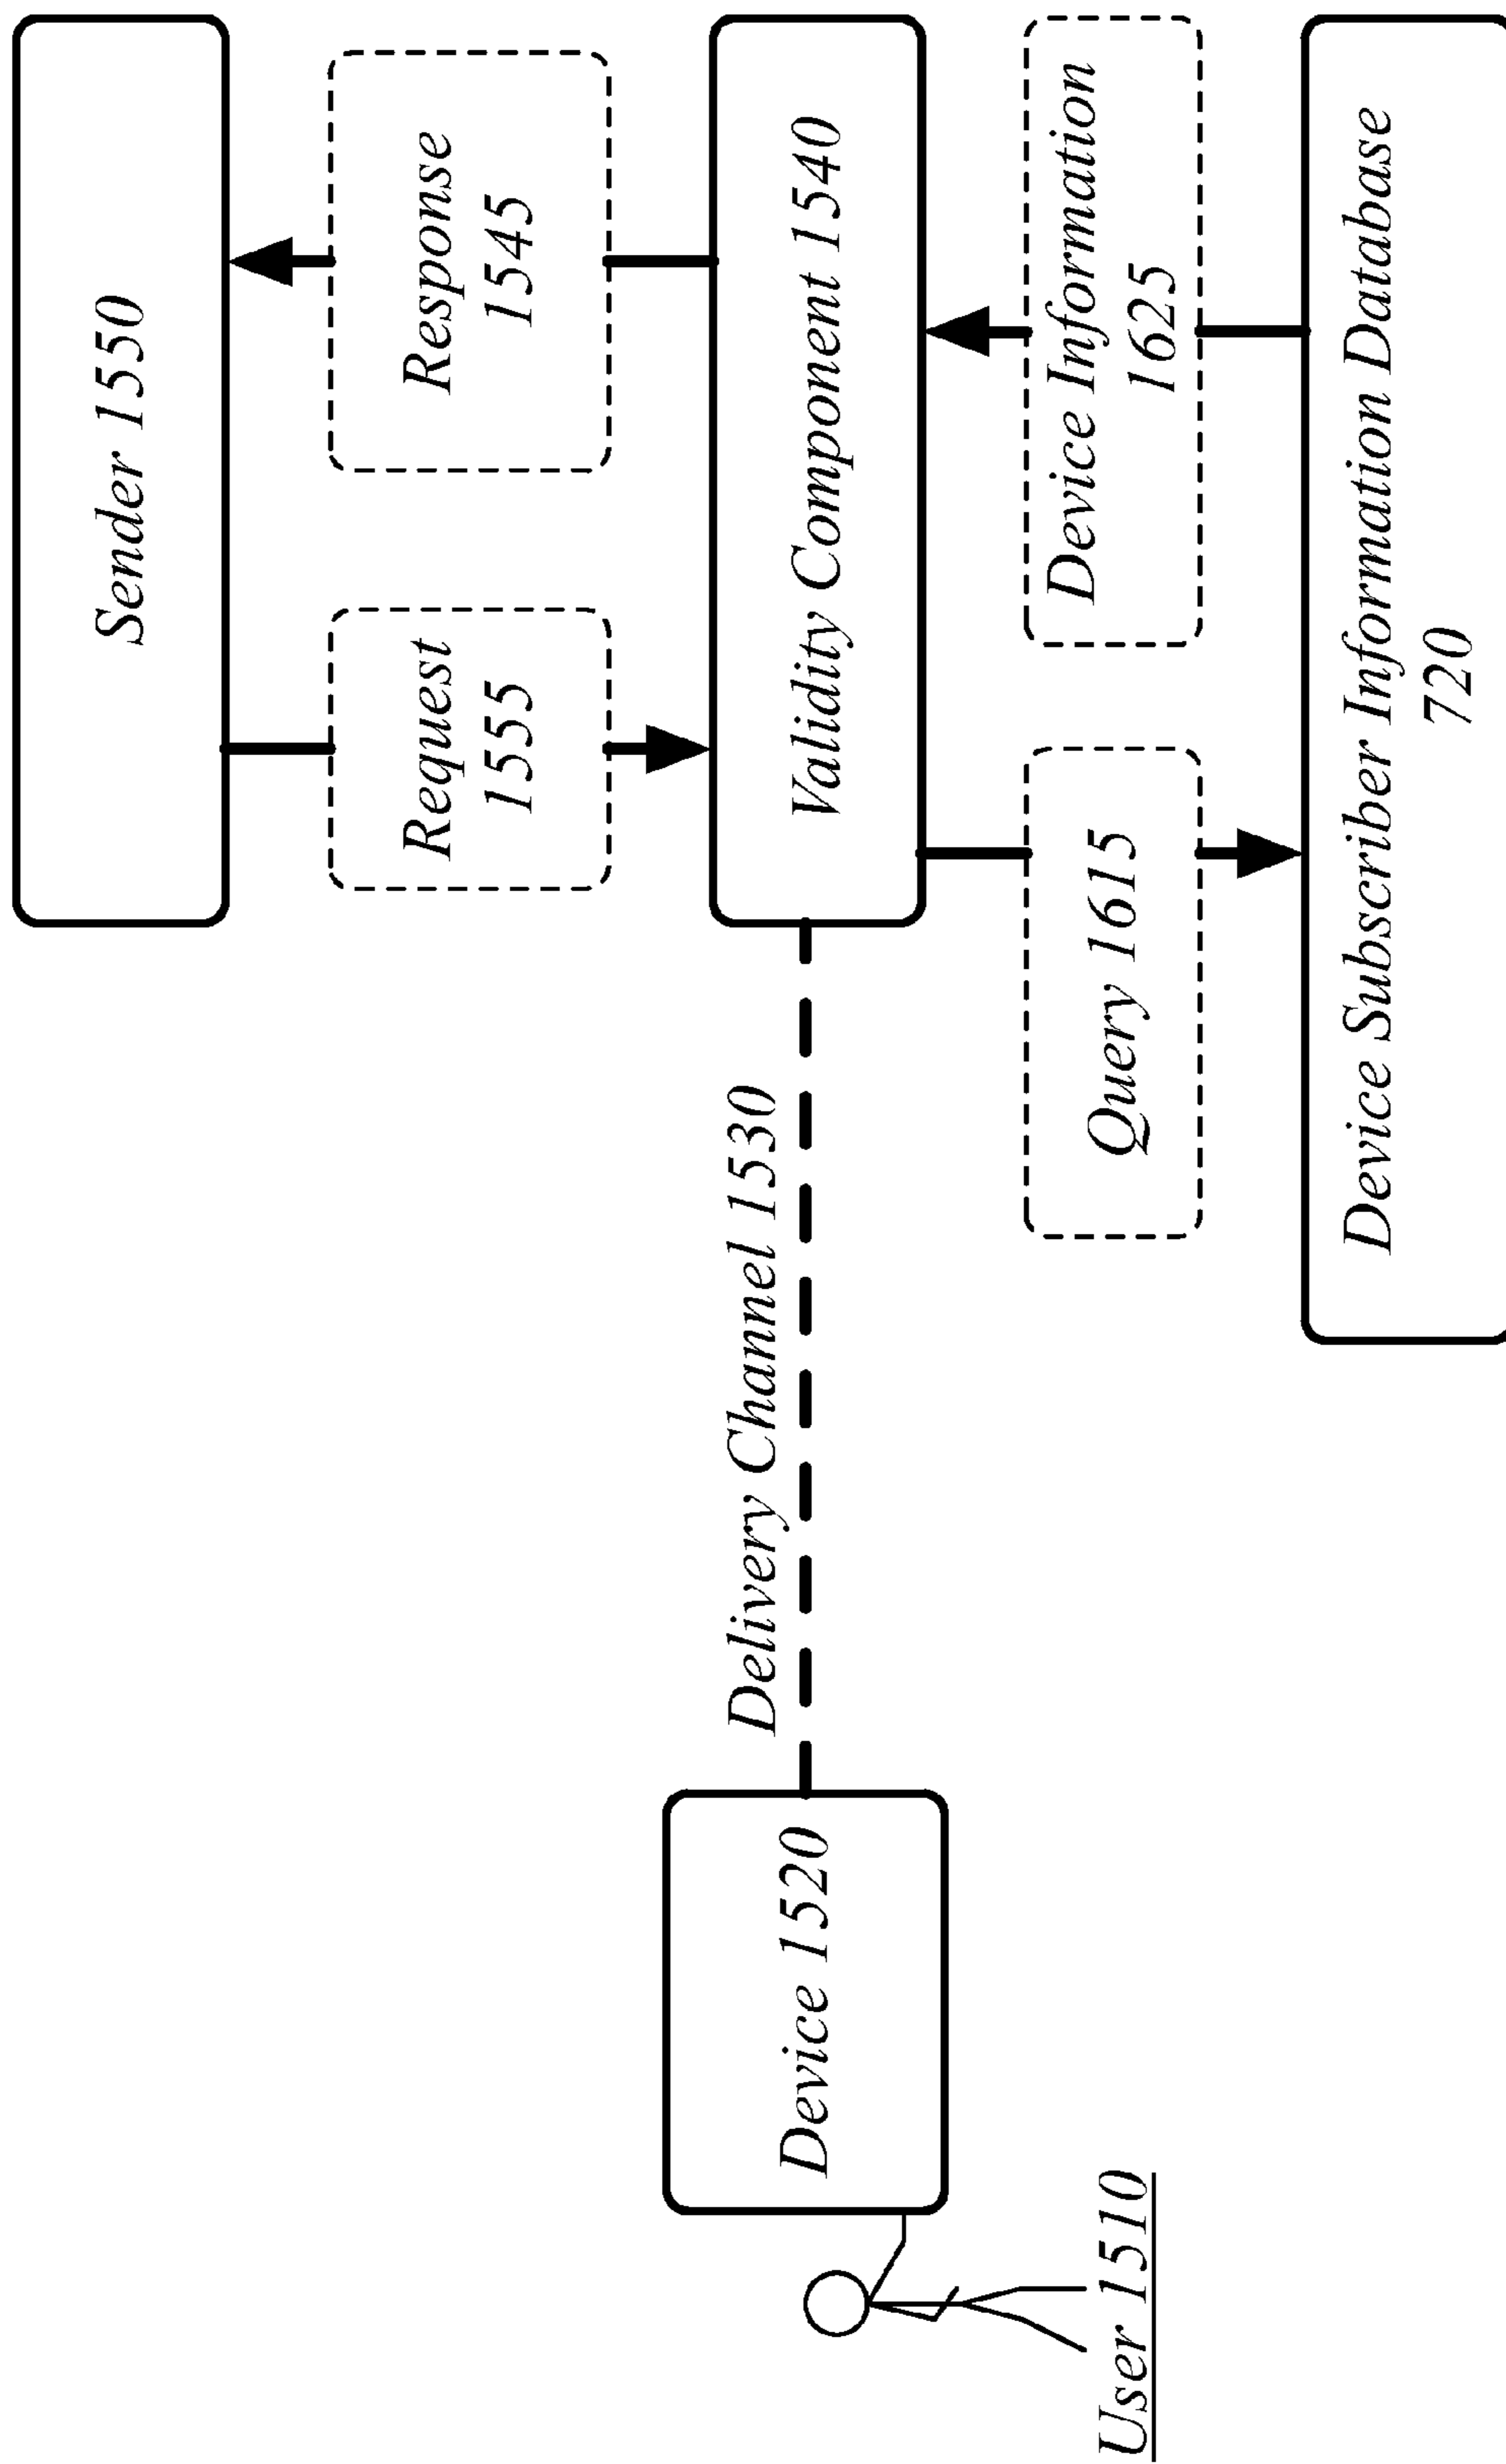 Sender 1550
Request
1555
Response
1545
Delivery Channel 1530
Validity Component 1540
Device 1520
User 1510
Query 1615
Device Information
1625
Device Subscriber Information Database
720